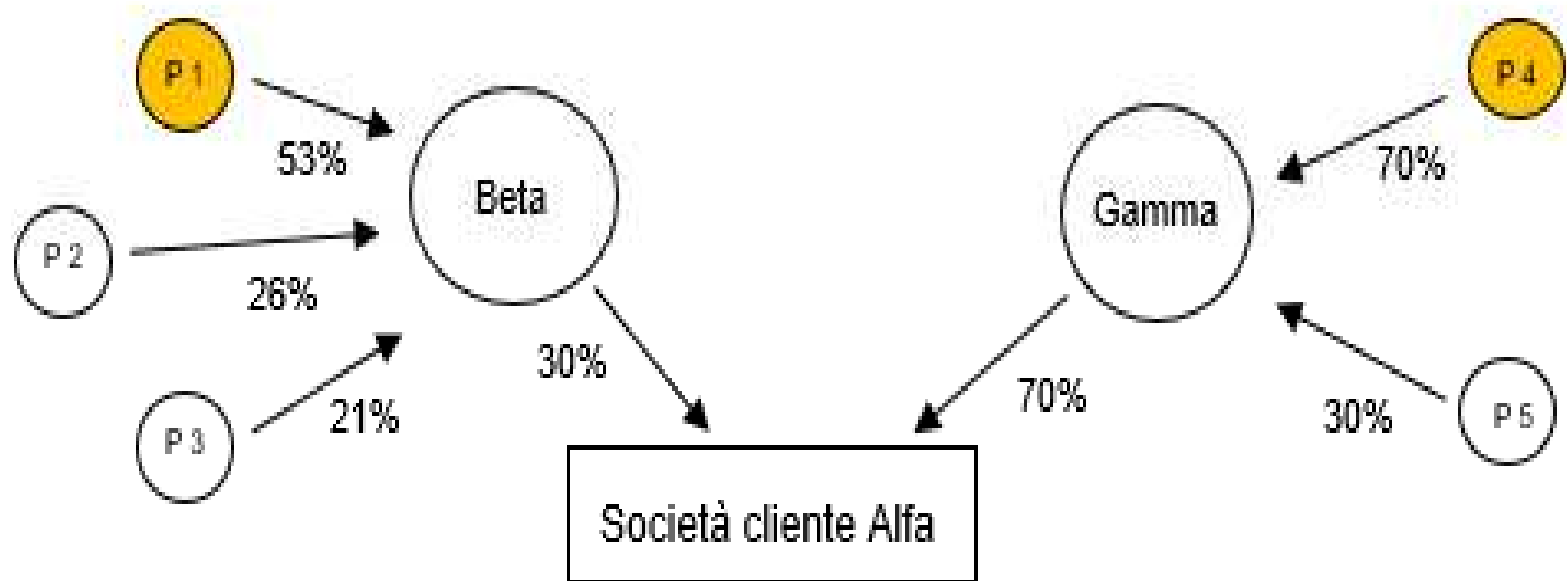 P 1
53%
P 2
26%
P 3
21%
Beta
30%
Gamma
70%
P 4
70%
P 5
30%
Società cliente Alfa